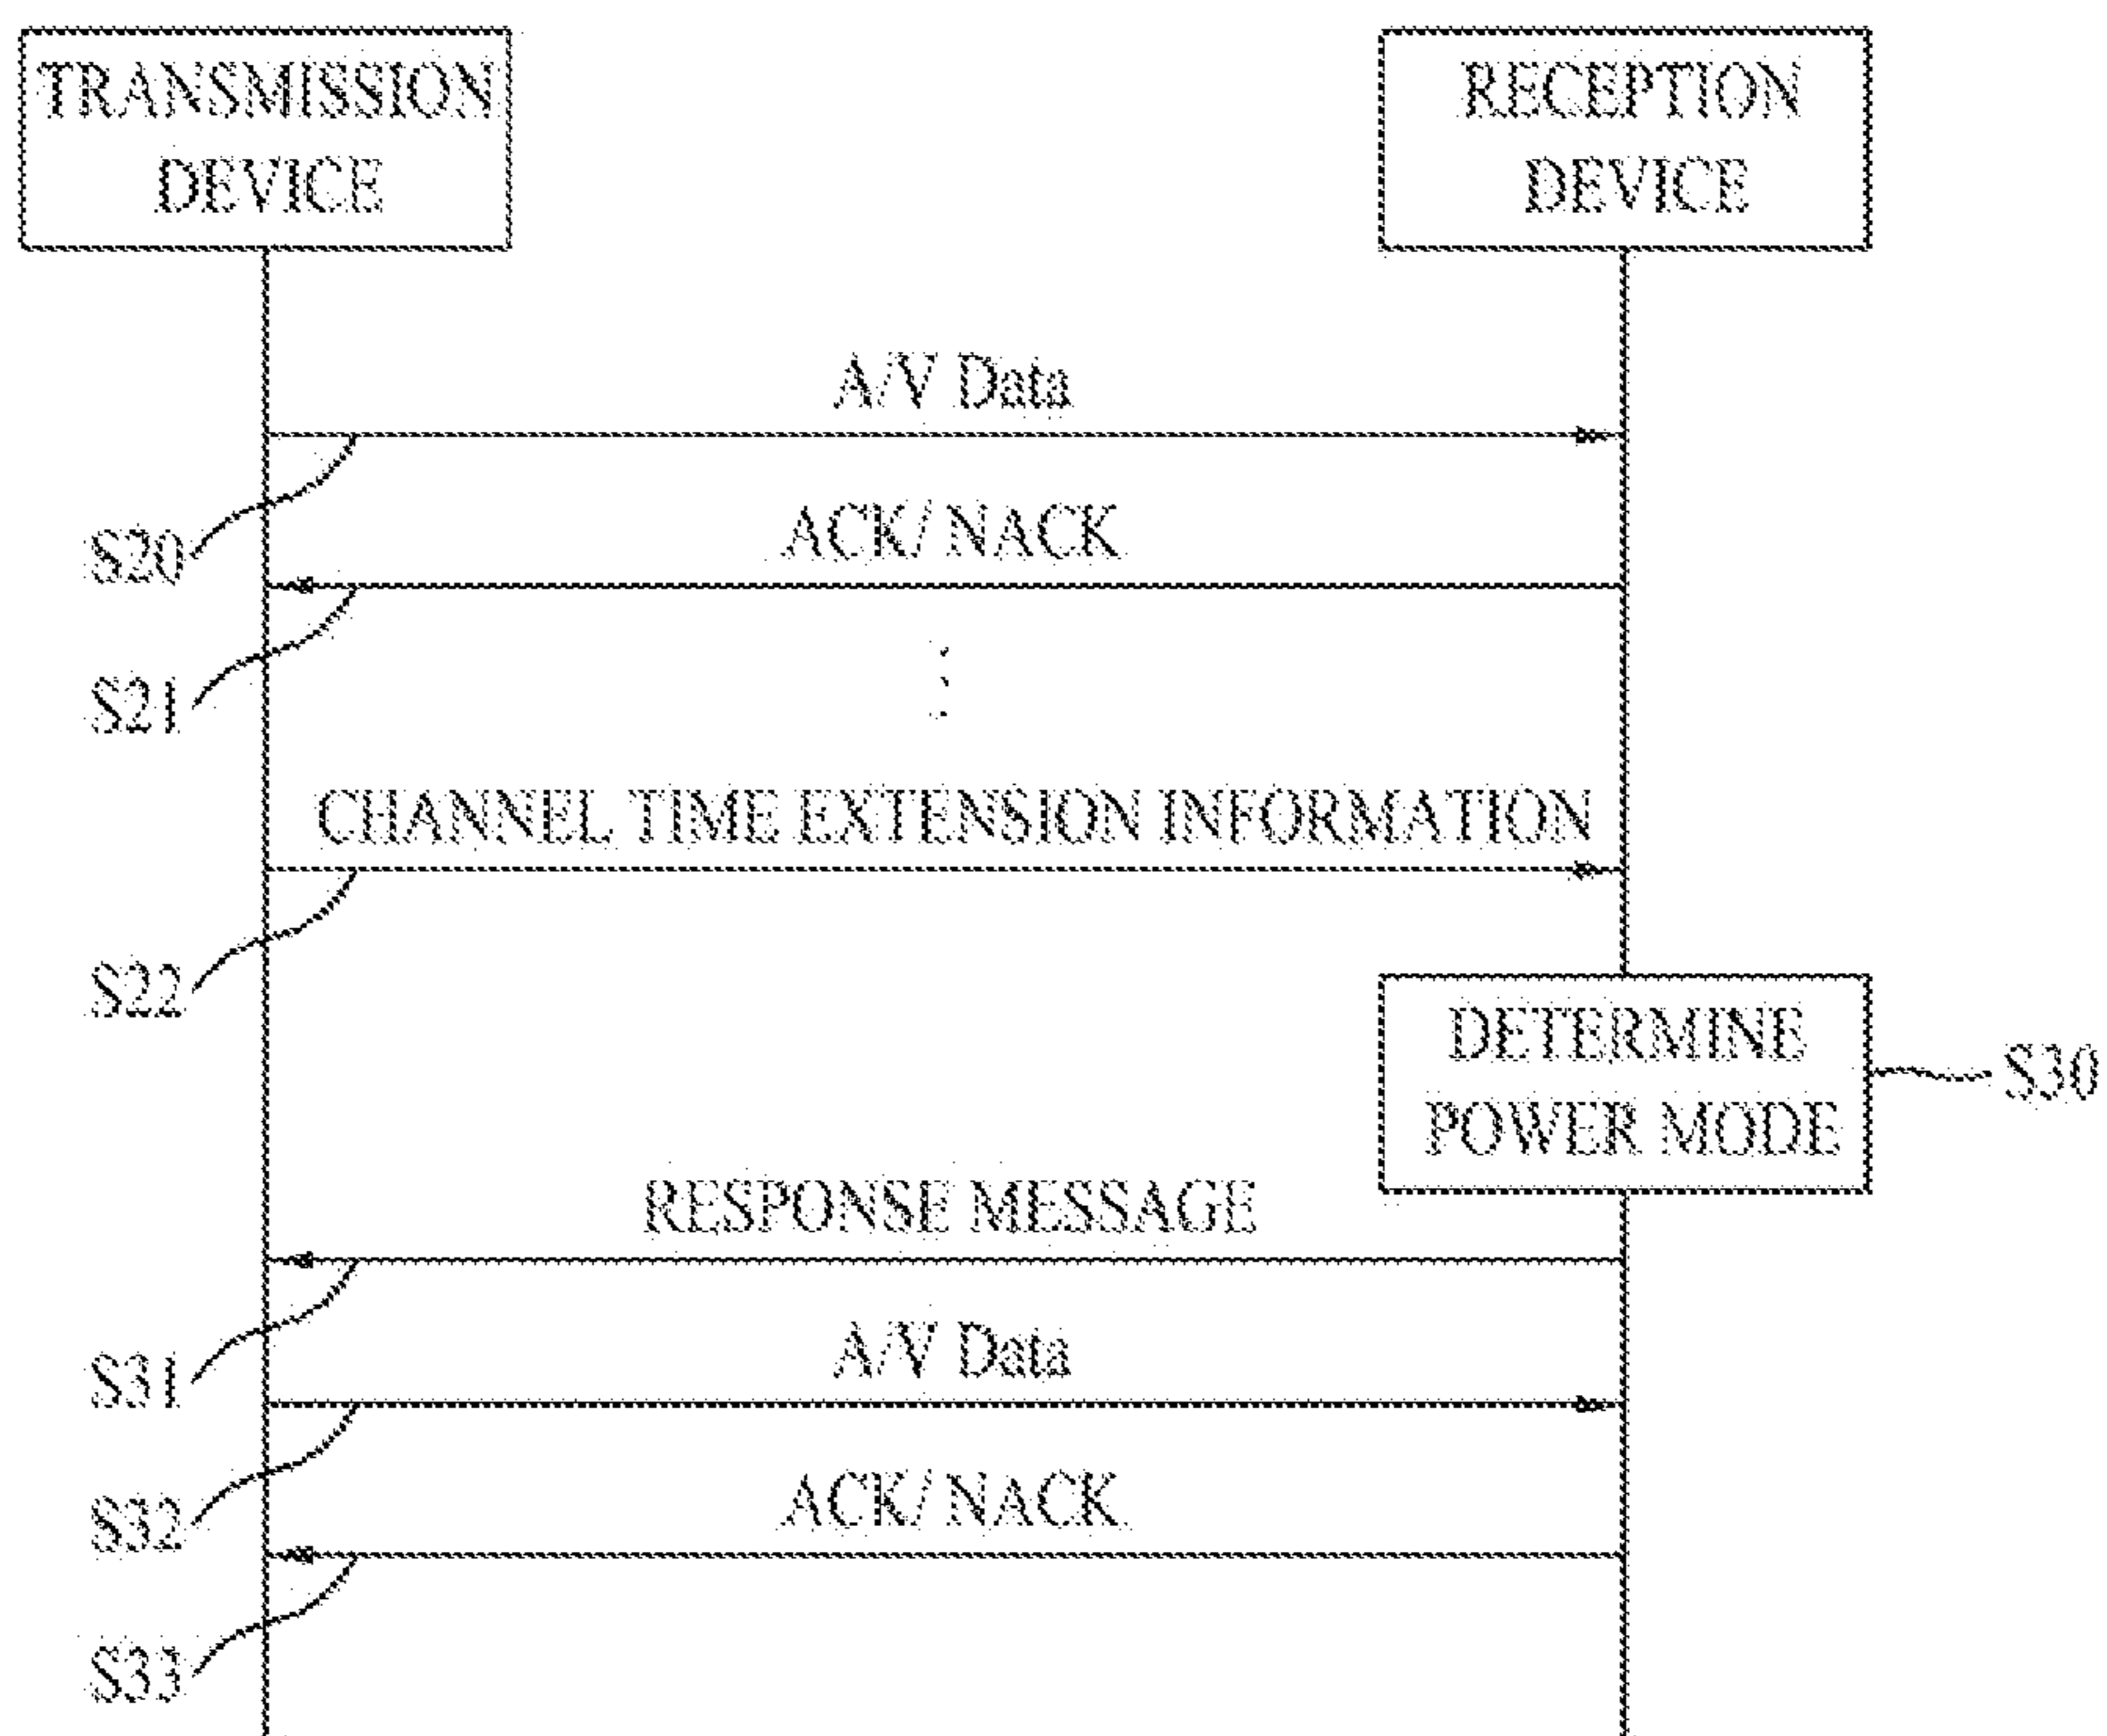 TRANSMISSION
DEVICE
RECEPTION
DEVICE
A/V Data
S20
ACK/ NACK
S21
CHANNEL TIME EXTENSION INFORMATION
S22
DETERMINE
POWER MODE
S30
RESPONSE MESSAGE
S31
A/V Data
S32
ACK/ NACK
S33